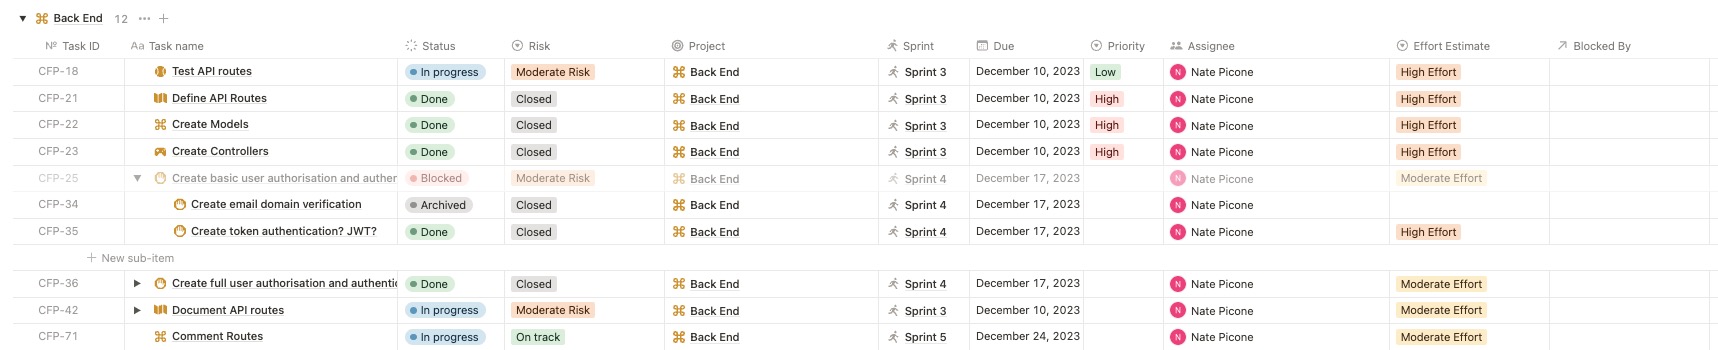 Back End 12
Nº Task ID Aa Task name Status Risk Project Sprint Due Priority Assignee Effort Estimate Blocked By
CFP-18 Test API routes In progress Moderate Risk Back End Sprint 3 December 10, 2023 Low N Nate Picone High Effort
CFP-21 Define API Routes Done Closed Back End Sprint 3 December 10, 2023 High N Nate Picone High Effort
CFP-22 Create Models Done Closed Back End Sprint 3 December 10, 2023 High N Nate Picone High Effort
CFP-23 Create Controllers Done Closed Back End Sprint 3 December 10, 2023 High N Nate Picone High Effort
CFP-25 Create basic user authorisation and auther Blocked Moderate Risk Back End Sprint 4 December 17, 2023 N Nate Picone Moderate Effort
CFP-34 Create email domain verification Archived Closed Back End Sprint 4 December 17, 2023 N Nate Picone
CFP-35 Create token authentication? JWT? Done Closed Back End Sprint 4 December 17, 2023 N Nate Picone High Effort
+ New sub-item
CFP-36 Create full user authorisation and authentic Done Closed Back End Sprint 4 December 17, 2023 N Nate Picone Moderate Effort
CFP-42 Document API routes In progress Moderate Risk Back End Sprint 3 December 10, 2023 N Nate Picone Moderate Effort
CFP-71 Comment Routes In progress On track Back End Sprint 5 December 24, 2023 N Nate Picone Moderate Effort